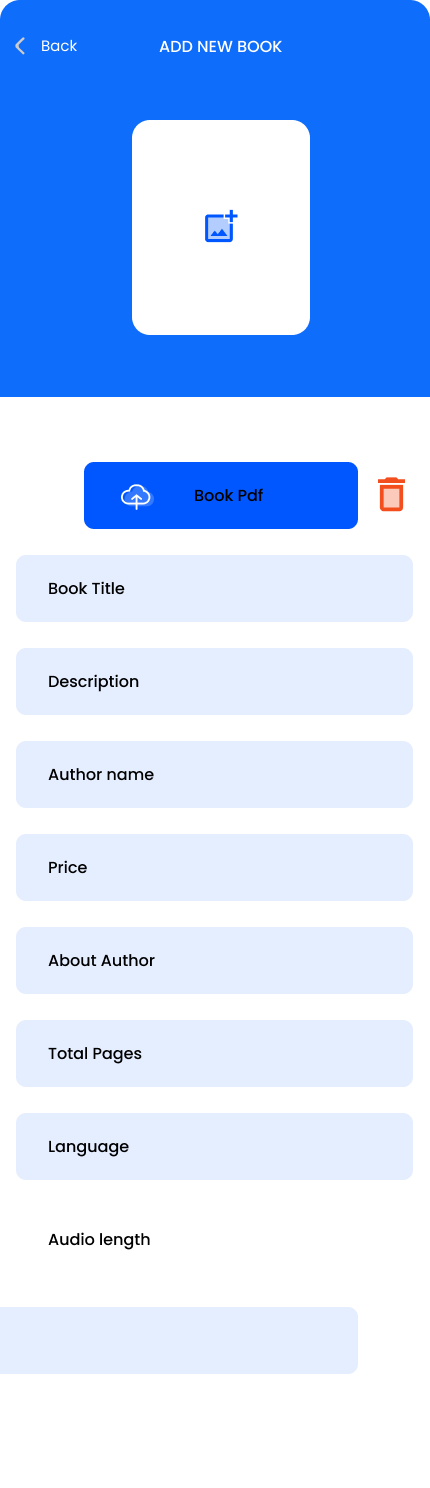 Back
ADD NEW BOOK
Book Pdf
Book Title
Description
Author name
Price
About Author
Total Pages
Language
Audio length